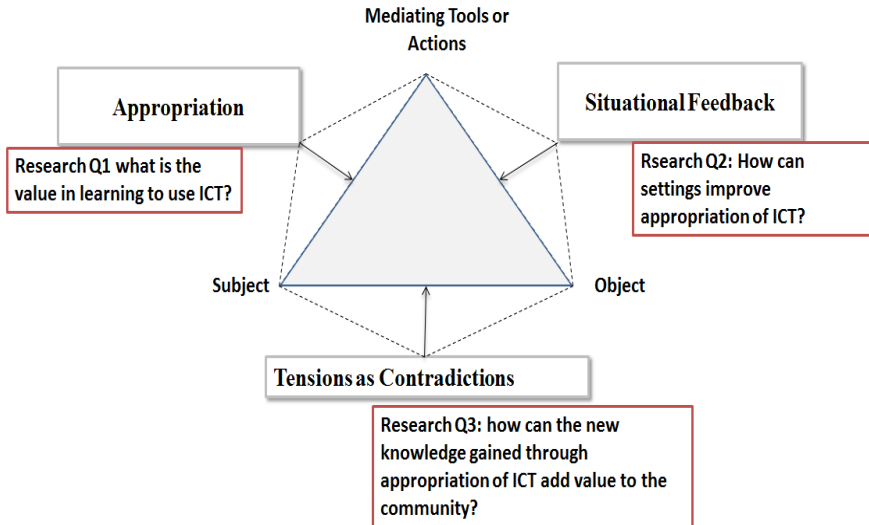 Mediating Tools or
Actions
Appropriation
Situational Feedback
Research Q1 what is the
value in learning to use ICT?
Rsearch Q2: How can
settings improve
appropriation of ICT?
Subject
Object
Tensions as Contradictions
Research Q3: how can the new
knowledge gained through
appropriation of ICT add value to the
community?